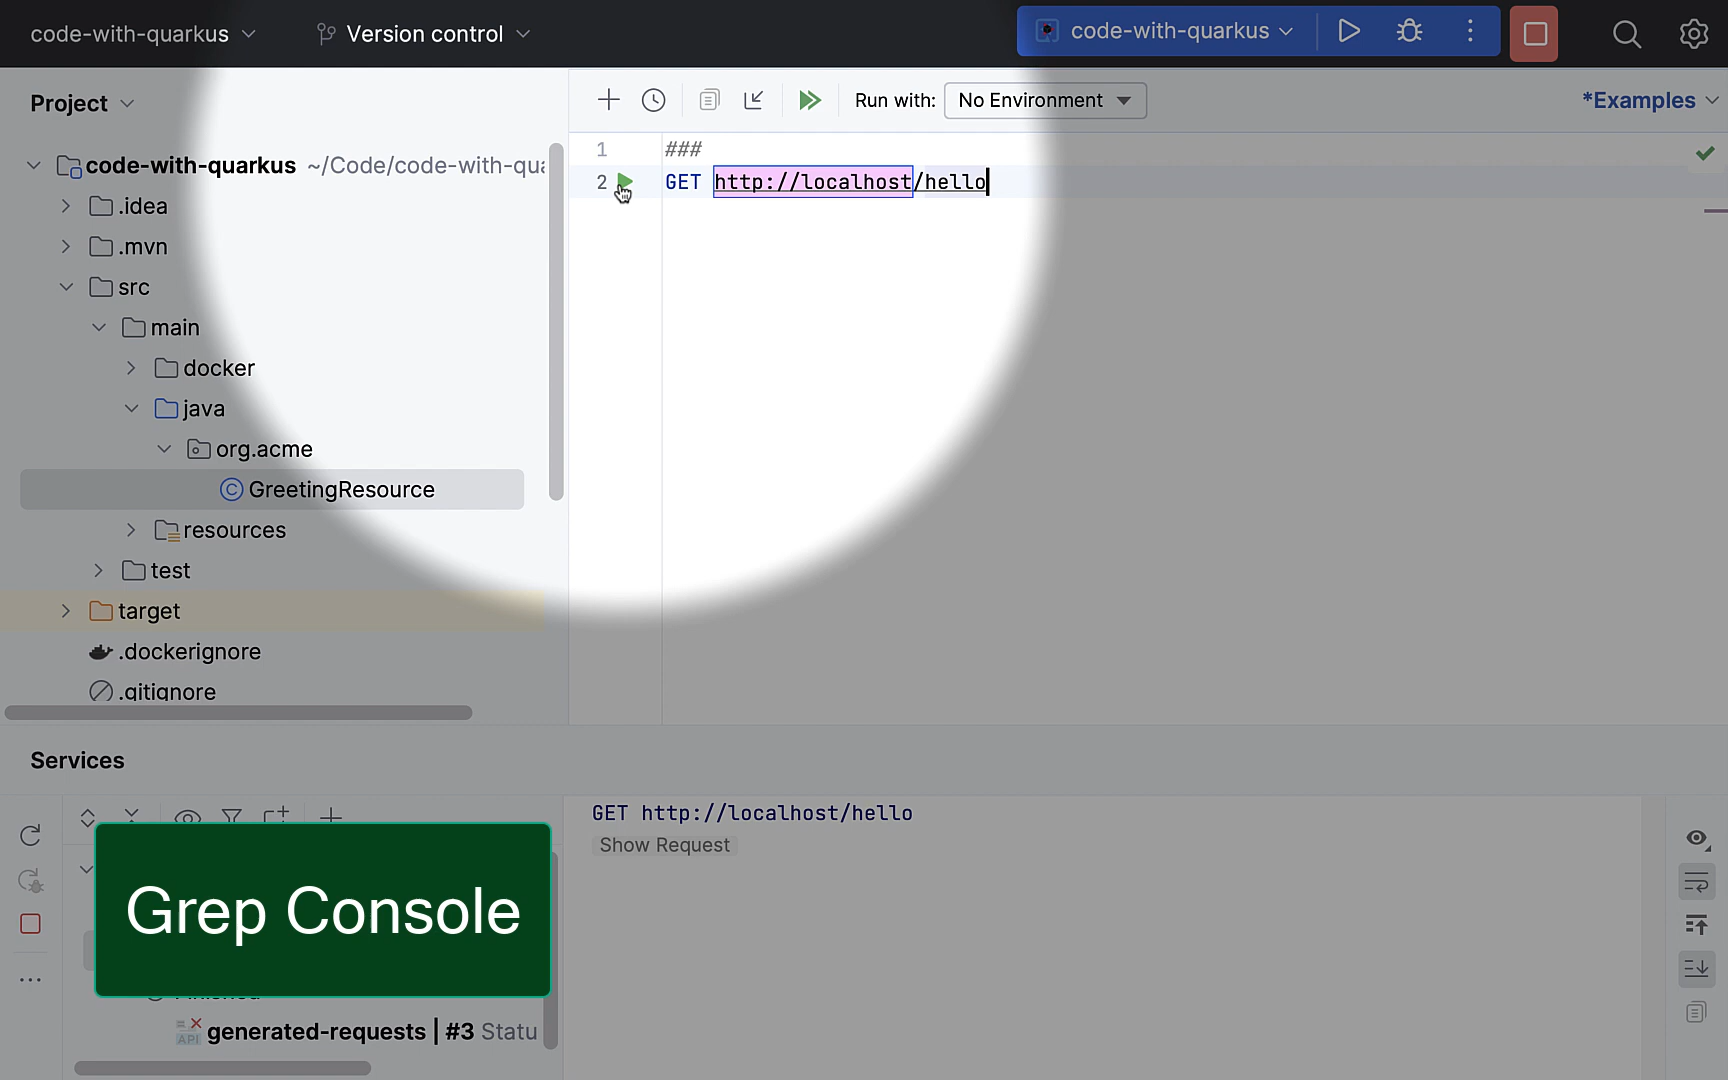 code-with-quarkus
Version control
code-with-quarkus
Project
Run with:
No Environment
*Examples
code-with-quarkus ~/Code/code-with-qua
.idea
.mvn
src
main
docker
java
org.acme
GreetingResource
resources
test
target
.dockerignore
.gitignore
1 ###
2 GET http://localhost/hello
Services
GET http://localhost/hello
Show Request
Grep Console
Finished
API
generated-requests | #3 Statu